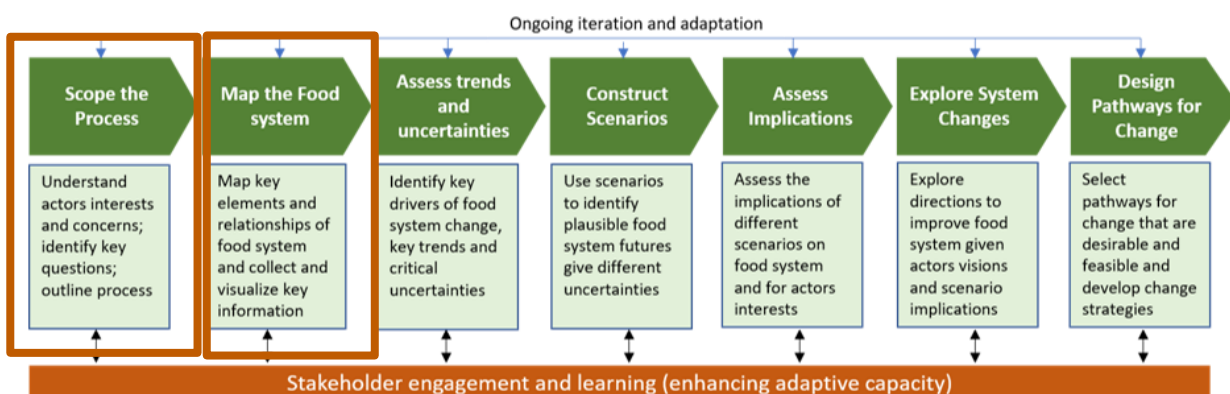 Ongoing iteration and adaptation
Scope the
Process
Map the Food
system
Assess trends
and
uncertainties
Construct
Scenarios
Assess
Implications
Explore System
Changes
Design
Pathways for
Change
Understand
actors interests
and concerns;
identify key
questions;
outline process
Map key
elements and
relationships of
food system
and collect and
visualize key
information
Identify key
drivers of food
system change,
key trends and
critical
uncertainties
Use scenarios
to identify
plausible food
system futures
give different
uncertainties
Assess the
implications of
different
scenarios on
food system
and for actors
interests
Explore
directions to
improve food
system given
actors visions
and scenario
implications
Select
pathways for
change that are
desirable and
feasible and
develop change
strategies
Stakeholder engagement and learning (enhancing adaptive capacity)